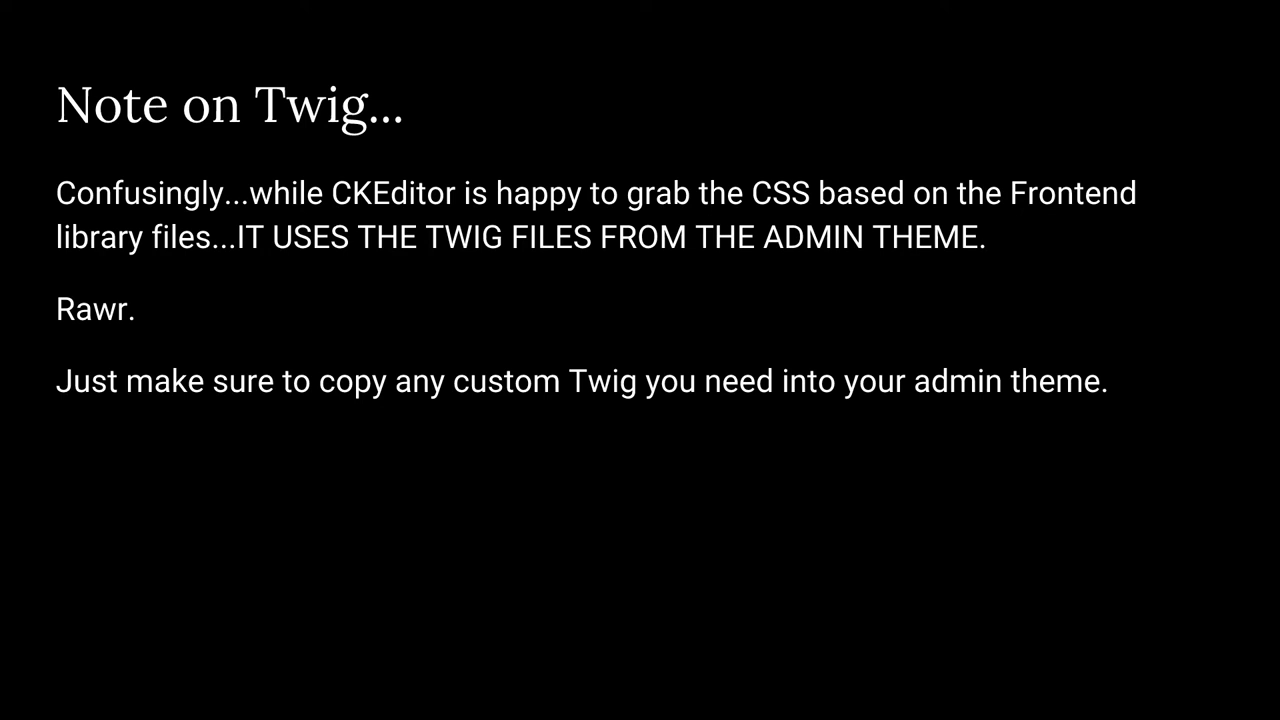 Note on Twig...
Confusingly...while CKEditor is happy to grab the CSS based on the Frontend
library files...IT USES THE TWIG FILES FROM THE ADMIN THEME.
Rawr.
Just make sure to copy any custom Twig you need into your admin theme.